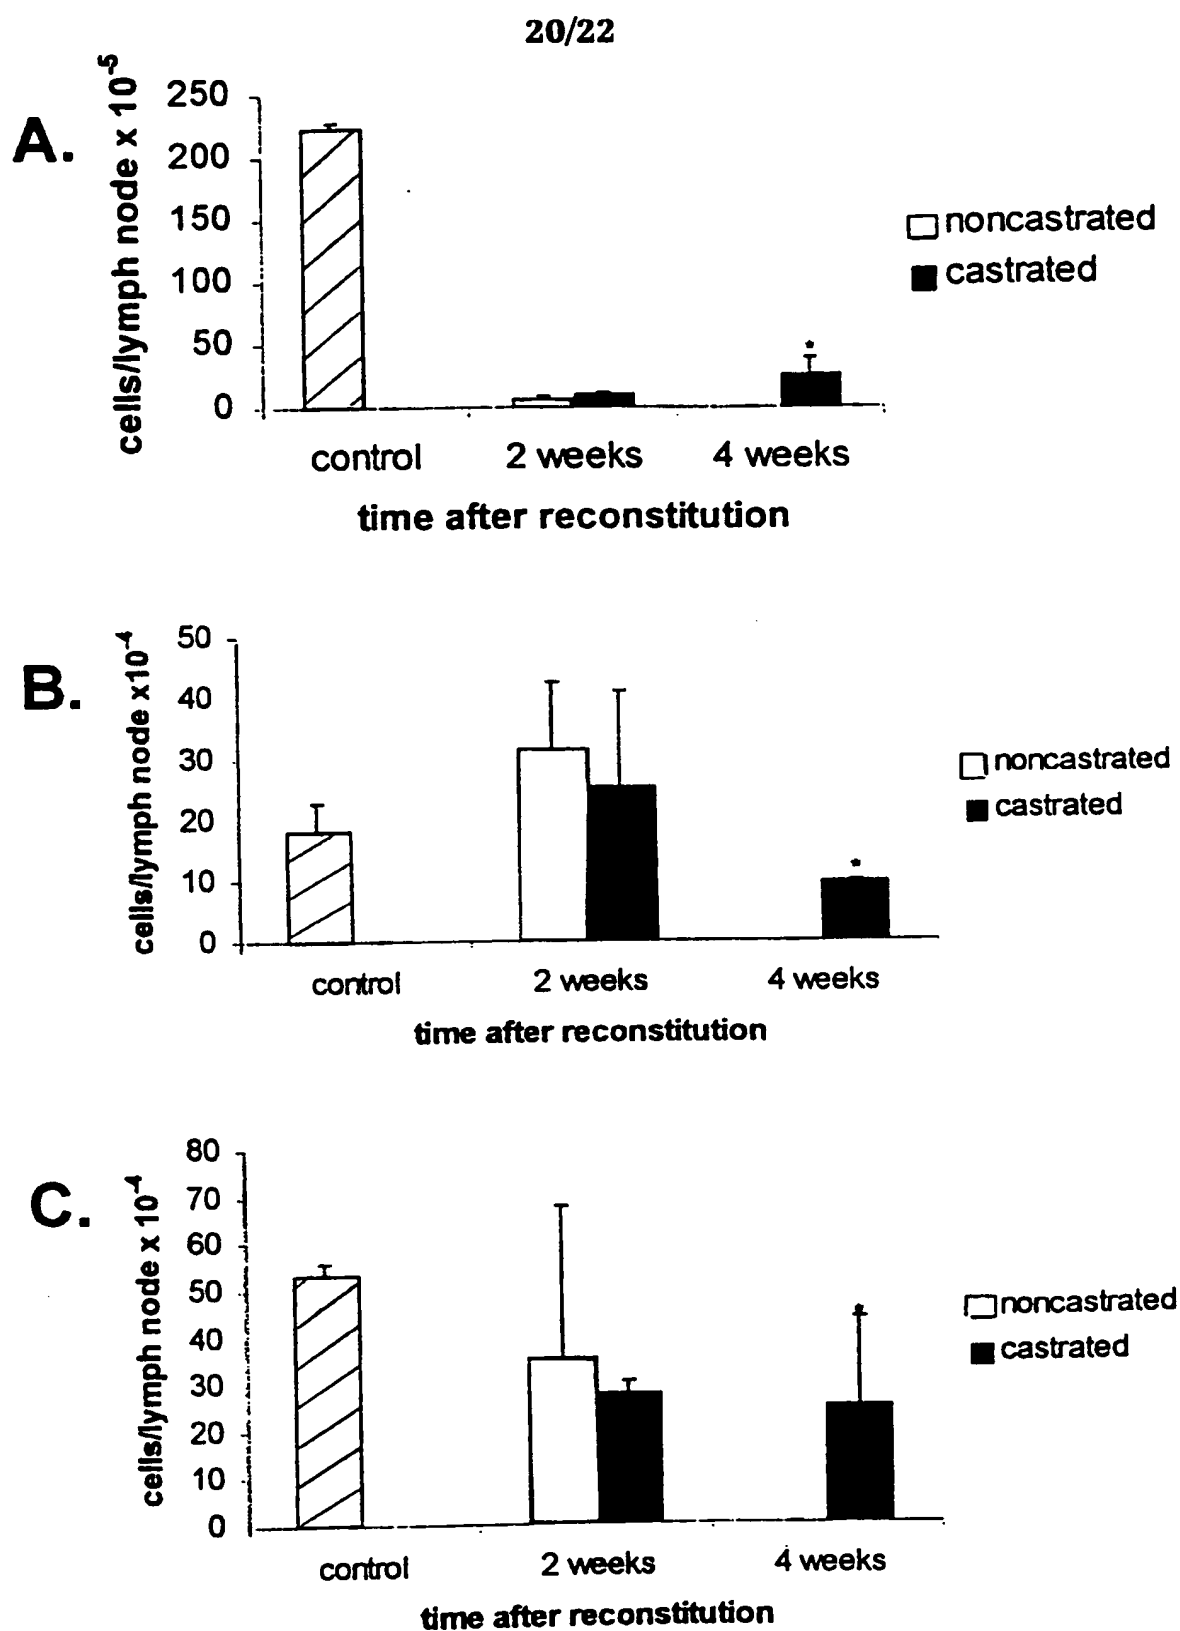 20/22
A.
cells/lymph node x 10-5
250
200
150
100
50
0
*
noncastrated
castrated
control 2 weeks 4 weeks
time after reconstitution
B.
cells/lymph node x10-4
50
40
30
20
10
0
*
noncastrated
castrated
control 2 weeks 4 weeks
time after reconstitution
C.
cells/lymph node x 10-4
80
70
60
50
40
30
20
10
0
*
noncastrated
castrated
control 2 weeks 4 weeks
time after reconstitution